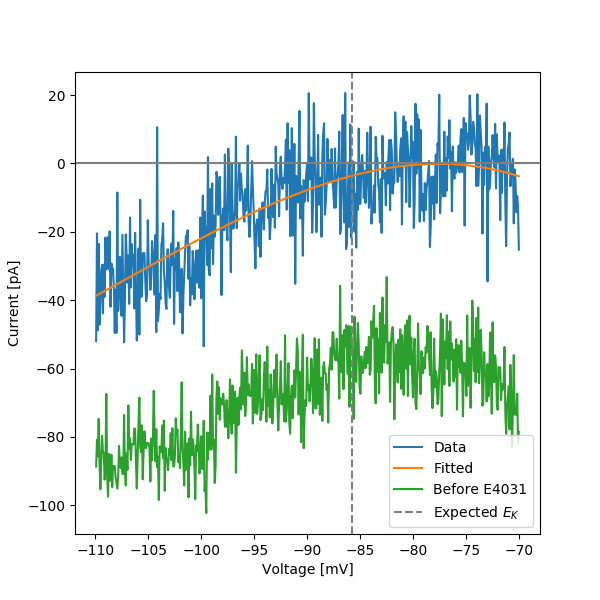 20
0
−20
−40
−60
−80
−100
Current [pA]
Data
Fitted
Before E4031
Expected E_K
−110 −105 −100 −95 −90 −85 −80 −75 −70
Voltage [mV]